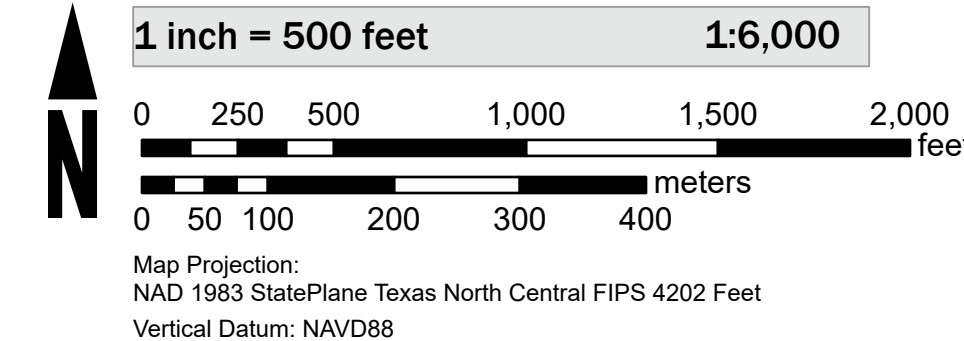 1 inch = 500 feet 1:6,000
0 250 500 1,000 1,500 2,000
feet
meters
0 50 100 200 300 400
N
Map Projection:
NAD 1983 StatePlane Texas North Central FIPS 4202 Feet
Vertical Datum: NAVD88